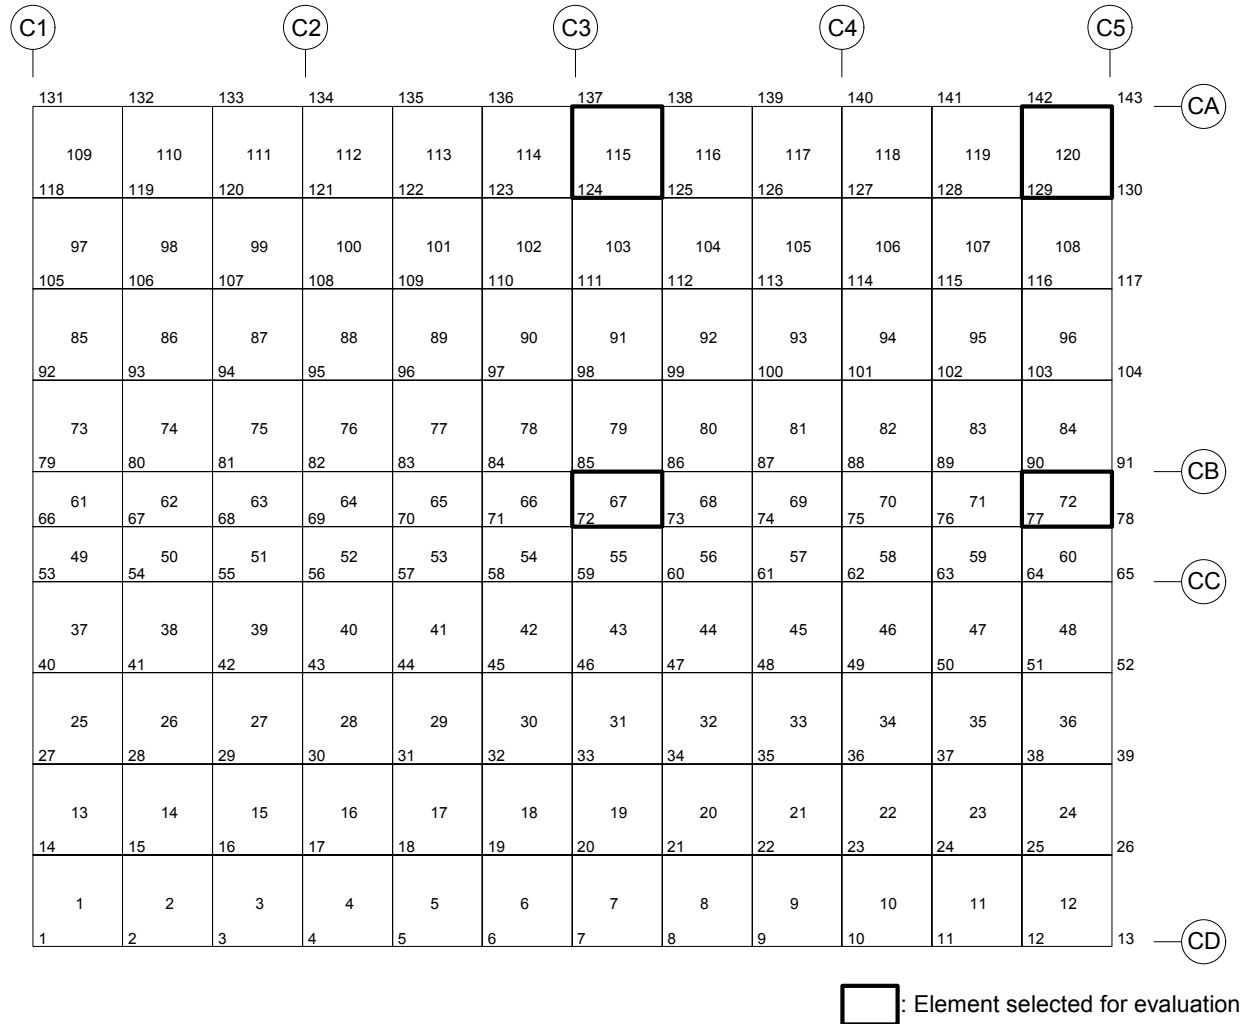 C1 C2 C3 C4 C5
131 132 133 134 135 136 137 138 139 140 141 142 143 CA
109 110 111 112 113 114 115 116 117 118 119 120
118 119 120 121 122 123 124 125 126 127 128 129 130
97 98 99 100 101 102 103 104 105 106 107 108
105 106 107 108 109 110 111 112 113 114 115 116 117
85 86 87 88 89 90 91 92 93 94 95 96
92 93 94 95 96 97 98 99 100 101 102 103 104
73 74 75 76 77 78 79 80 81 82 83 84
79 80 81 82 83 84 85 86 87 88 89 90 91 CB
61 62 63 64 65 66 67 68 69 70 71 72
66 67 68 69 70 71 72 73 74 75 76 77 78
49 50 51 52 53 54 55 56 57 58 59 60
53 54 55 56 57 58 59 60 61 62 63 64 65 CC
37 38 39 40 41 42 43 44 45 46 47 48
40 41 42 43 44 45 46 47 48 49 50 51 52
25 26 27 28 29 30 31 32 33 34 35 36
27 28 29 30 31 32 33 34 35 36 37 38 39
13 14 15 16 17 18 19 20 21 22 23 24
14 15 16 17 18 19 20 21 22 23 24 25 26
1 2 3 4 5 6 7 8 9 10 11 12
1 2 3 4 5 6 7 8 9 10 11 12 13 CD
: Element selected for evaluation